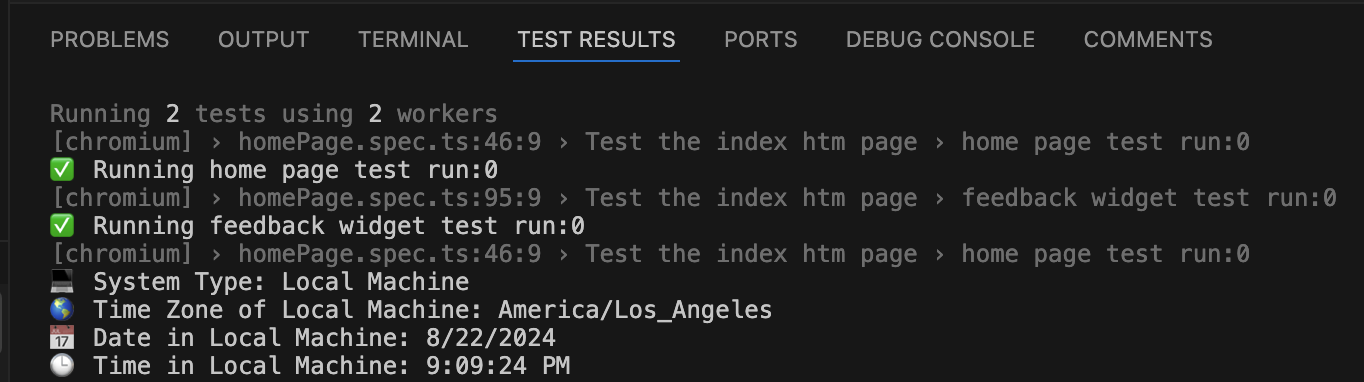 PROBLEMS OUTPUT TERMINAL TEST RESULTS PORTS DEBUG CONSOLE COMMENTS
Running 2 tests using 2 workers
[chromium] › homePage.spec.ts:46:9 › Test the index htm page › home page test run:0
✅ Running home page test run:0
[chromium] › homePage.spec.ts:95:9 › Test the index htm page › feedback widget test run:0
✅ Running feedback widget test run:0
[chromium] › homePage.spec.ts:46:9 › Test the index htm page › home page test run:0
💻 System Type: Local Machine
🌎 Time Zone of Local Machine: America/Los_Angeles
📅 Date in Local Machine: 8/22/2024
🕒 Time in Local Machine: 9:09:24 PM